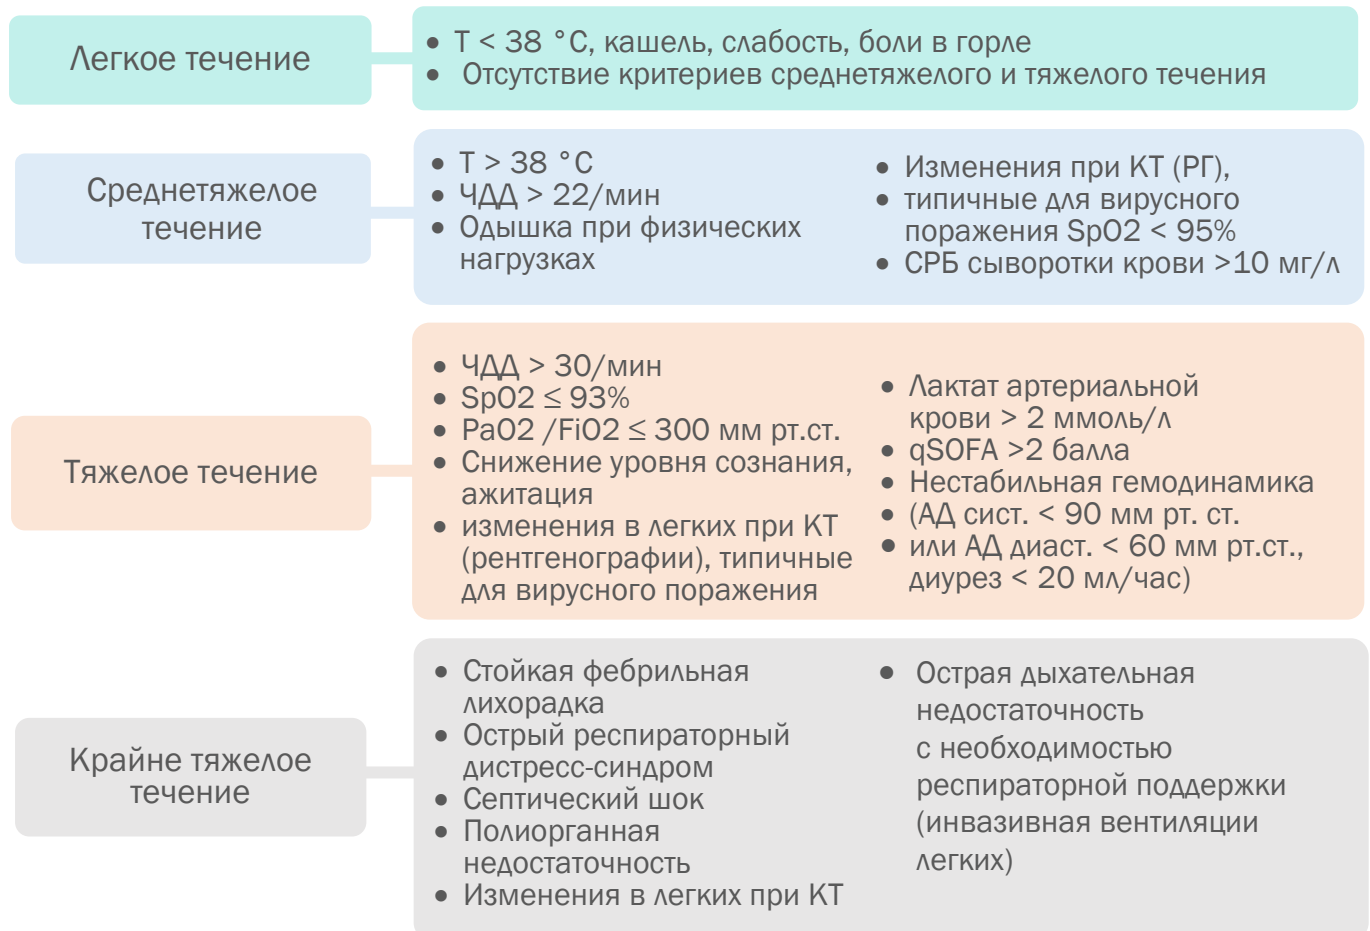 Легкое течение
• T < 38 °C, кашель, слабость, боли в горле
• Отсутствие критериев среднетяжелого и тяжелого течения
Среднетяжелое
течение
• T > 38 °C
• ЧДД > 22/мин
• Одышка при физических
нагрузках
• Изменения при КТ (РГ),
• типичные для вирусного
поражения SpO2 < 95%
• СРБ сыворотки крови >10 мг/л
Тяжелое течение
• ЧДД > 30/мин
• SpO2 ≤ 93%
• PaO2 /FiO2 ≤ 300 мм рт.ст.
• Снижение уровня сознания,
ажитация
• изменения в легких при КТ
(рентгенографии), типичные
для вирусного поражения
• Лактат артериальной
крови > 2 ммоль/л
• qSOFA >2 балла
• Нестабильная гемодинамика
• (АД сист. < 90 мм рт. ст.
• или АД диаст. < 60 мм рт.ст.,
диурез < 20 мл/час)
Крайне тяжелое
течение
• Стойкая фебрильная
лихорадка
• Острый респираторный
дистресс-синдром
• Септический шок
• Полиорганная
недостаточность
• Изменения в легких при КТ
• Острая дыхательная
недостаточность
с необходимостью
респираторной поддержки
(инвазивная вентиляции
легких)